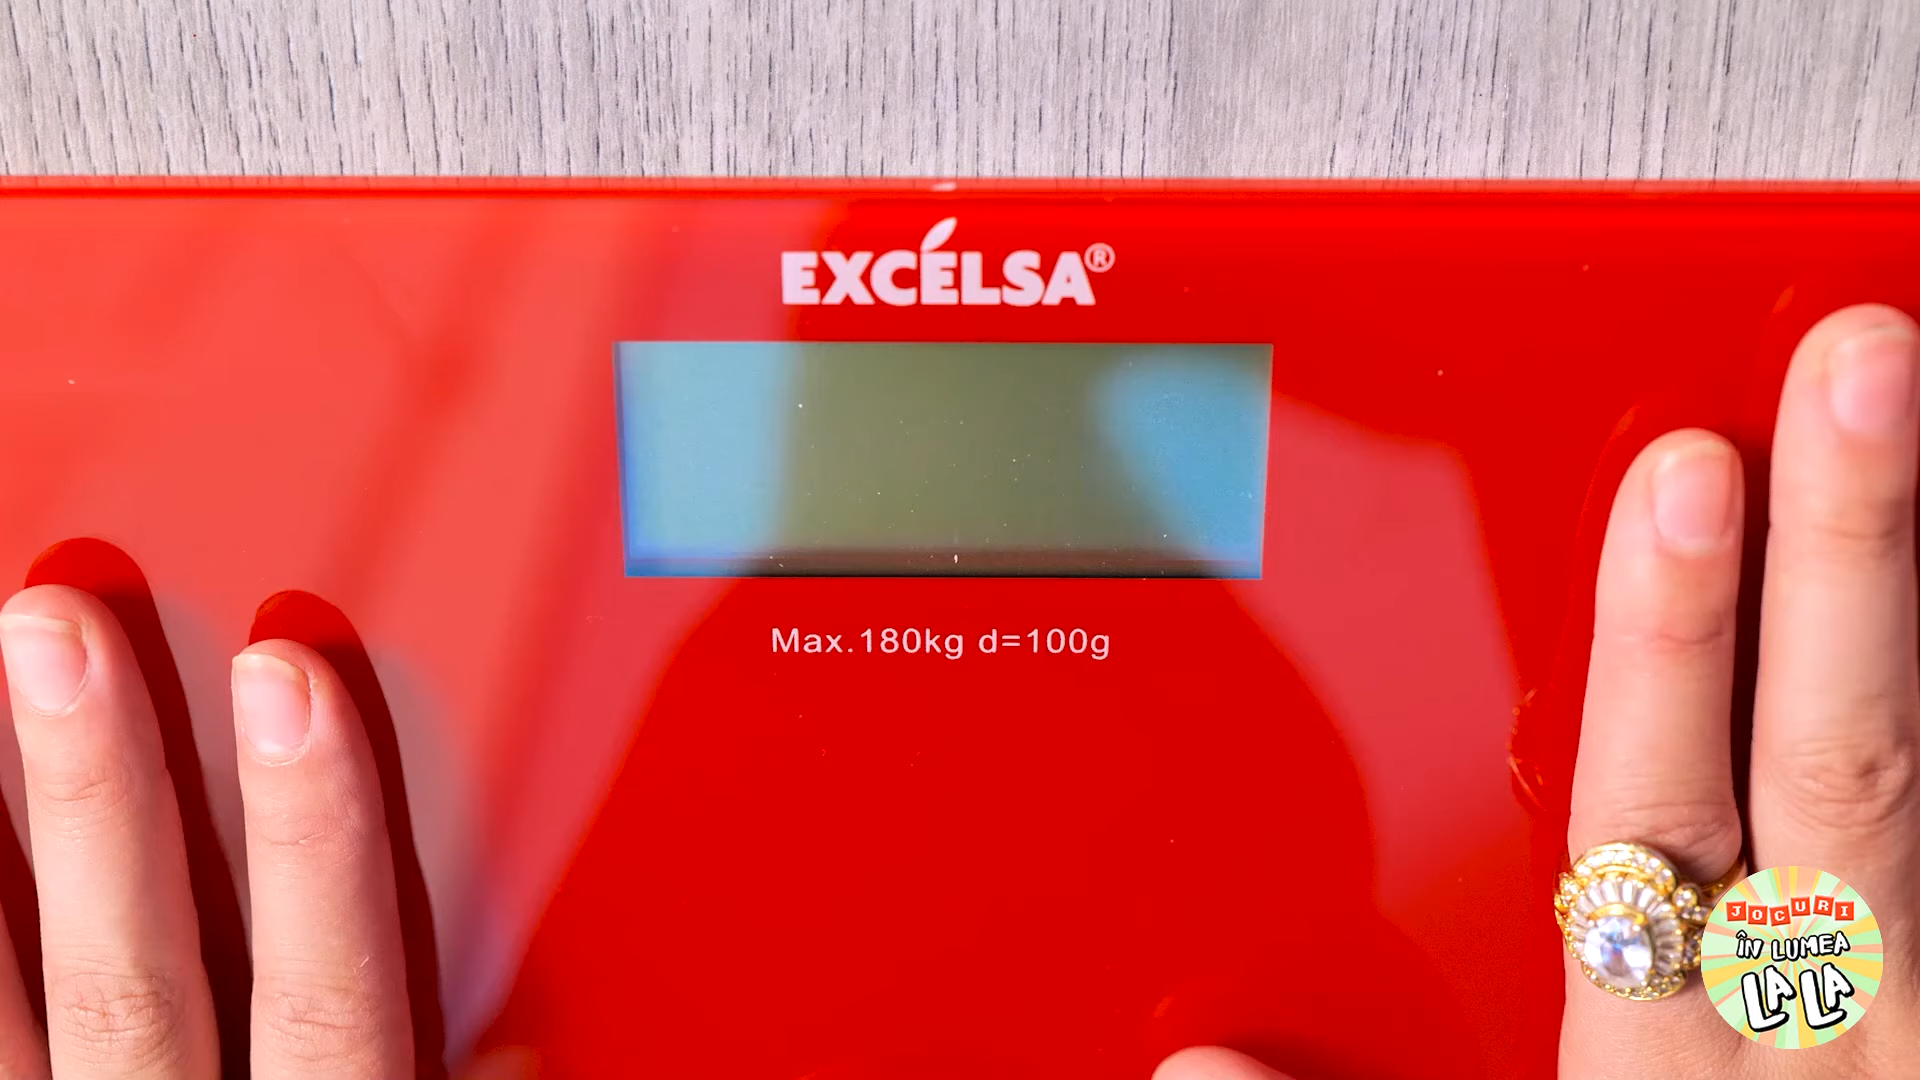 EXCÉLSA®
Max.180kg d=100g
JOCURI
ÎN LUMEA
LA LA